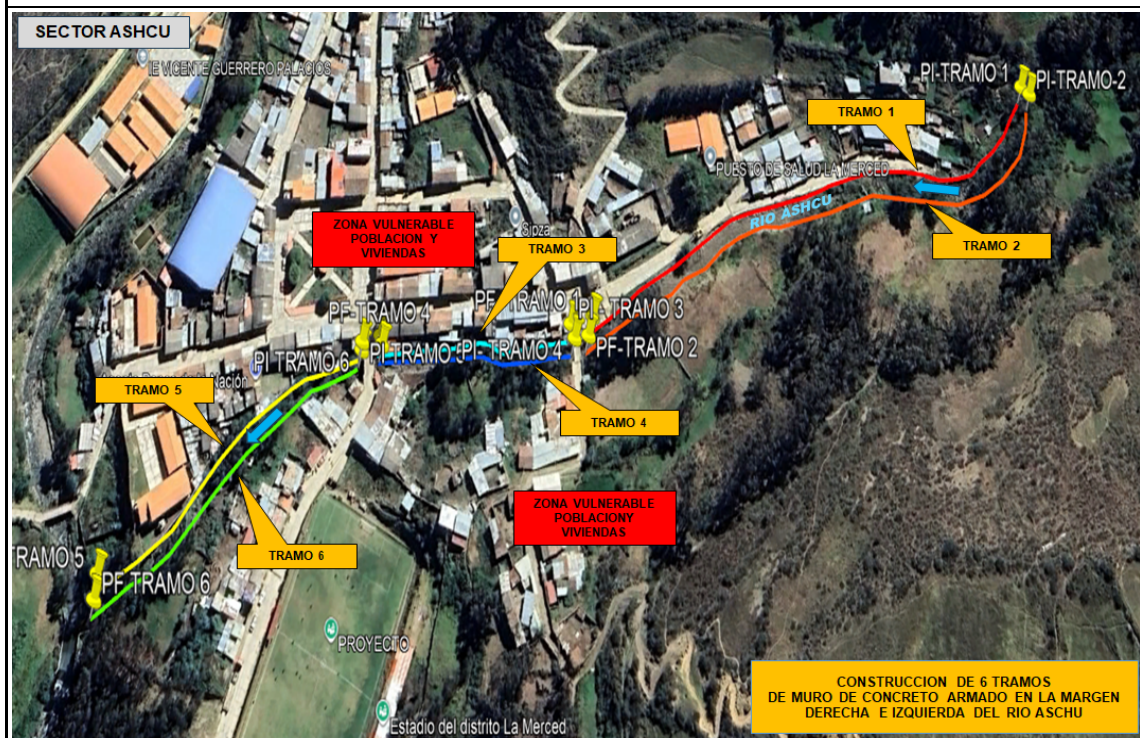 SECTOR ASHCU
IE VICENTE GUERRERO PALACIOS
PI-TRAMO 1
PI-TRAMO-2
TRAMO 1
PUESTO DE SALUD LA MERCED
RIO ASHCU
TRAMO 2
ZONA VULNERABLE
POBLACION Y
VIVIENDAS
Sipza
TRAMO 3
PF-TRAMO 4
PF-TRAMO 1
PI-TRAMO 3
PI TRAMO 6
PI TRAMO 5
PI-TRAMO 4
PF-TRAMO 2
Nación
TRAMO 5
TRAMO 4
ZONA VULNERABLE
POBLACIONY
VIVIENDAS
TRAMO 6
TRAMO 5
PF TRAMO 6
PROYECTO
Estadio del distrito La Merced
CONSTRUCCION DE 6 TRAMOS
DE MURO DE CONCRETO ARMADO EN LA MARGEN
DERECHA E IZQUIERDA DEL RIO ASCHU